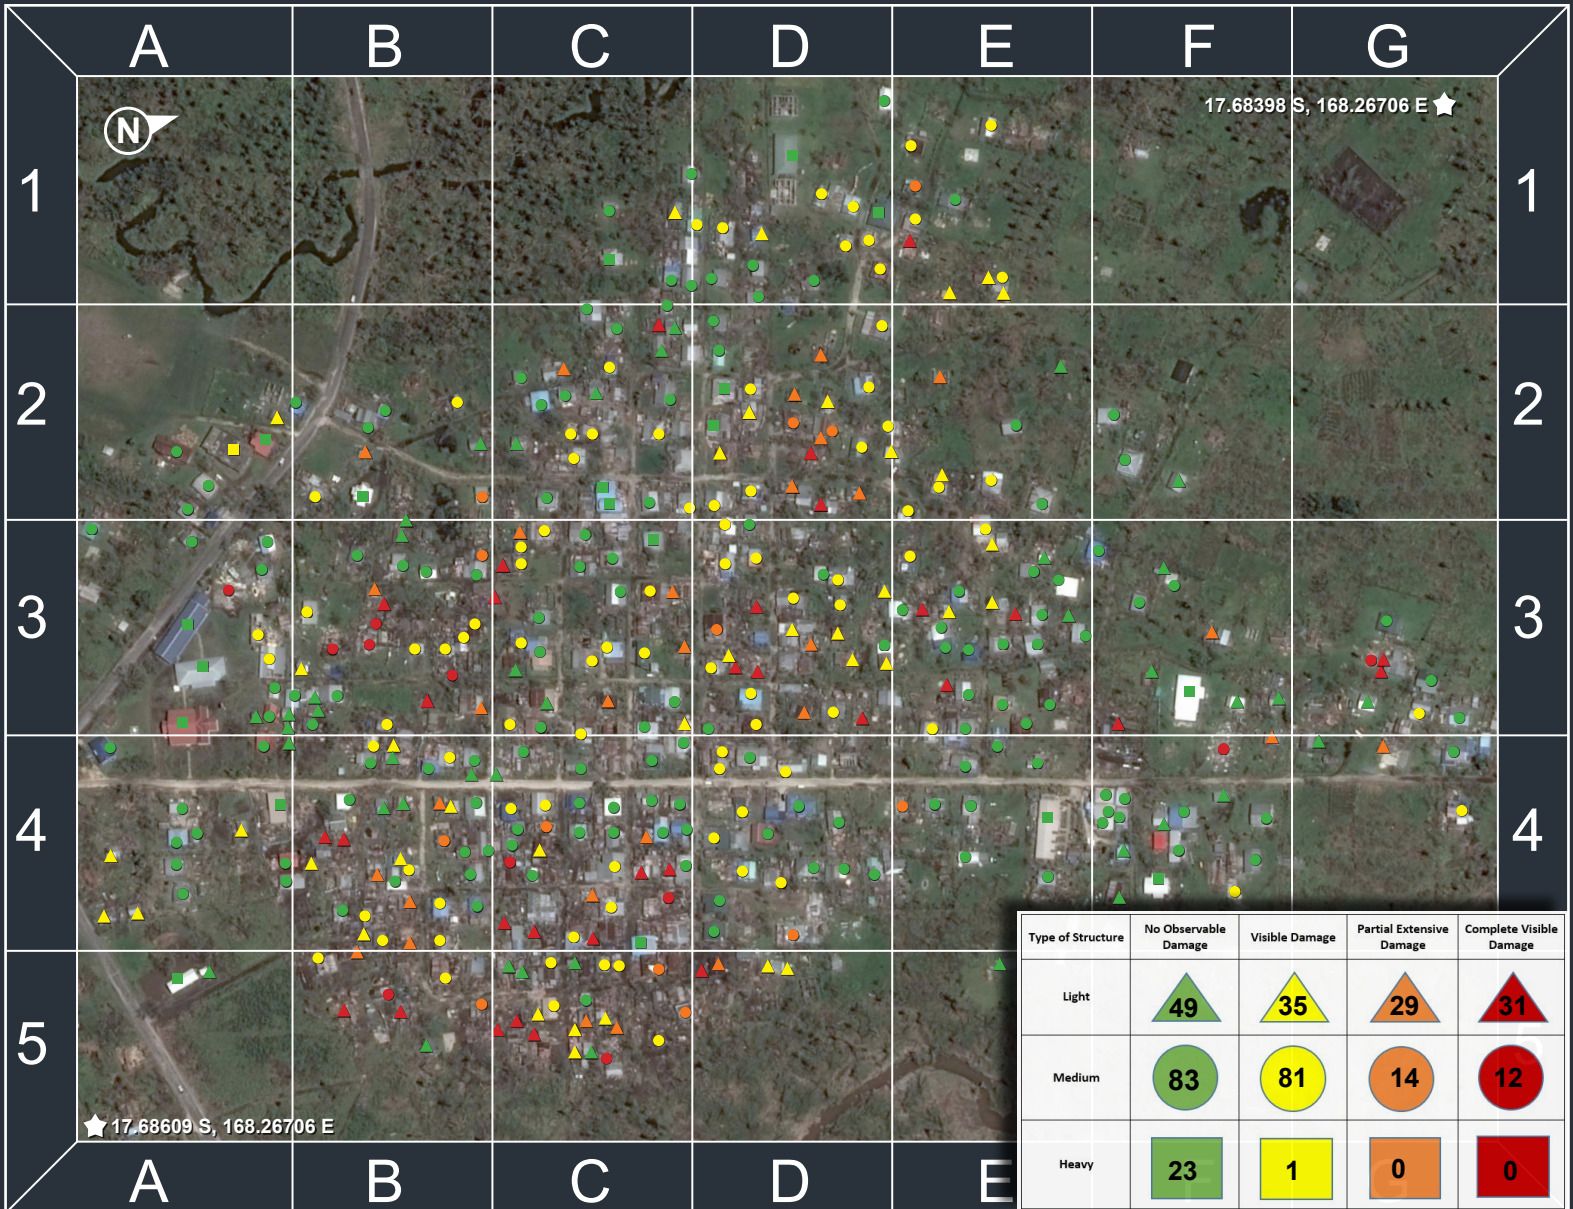 A B C D E F G
N
17.68398 S, 168.26706 E
1 1
2 2
3 3
4 4
Type of Structure No Observable Damage Visible Damage Partial Extensive Damage Complete Visible Damage
Light 49 35 29 31
5 5
Medium 83 81 14 12
17.68609 S, 168.26706 E
Heavy 23 1 0 0
A B C D E F G